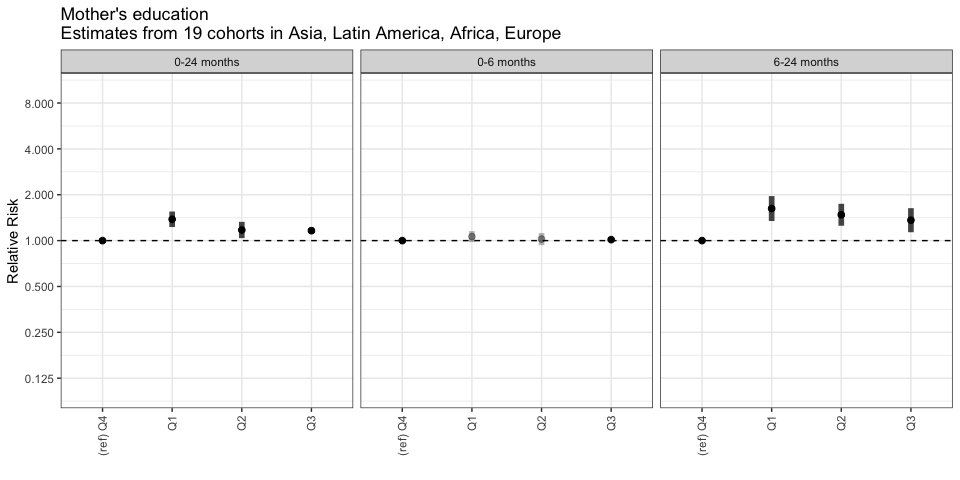 Mother's education
Estimates from 19 cohorts in Asia, Latin America, Africa, Europe
0-24 months
0-6 months
6-24 months
Relative Risk
8.000
4.000
2.000
1.000
0.500
0.250
0.125
(ref) Q4
Q1
Q2
Q3
(ref) Q4
Q1
Q2
Q3
(ref) Q4
Q1
Q2
Q3